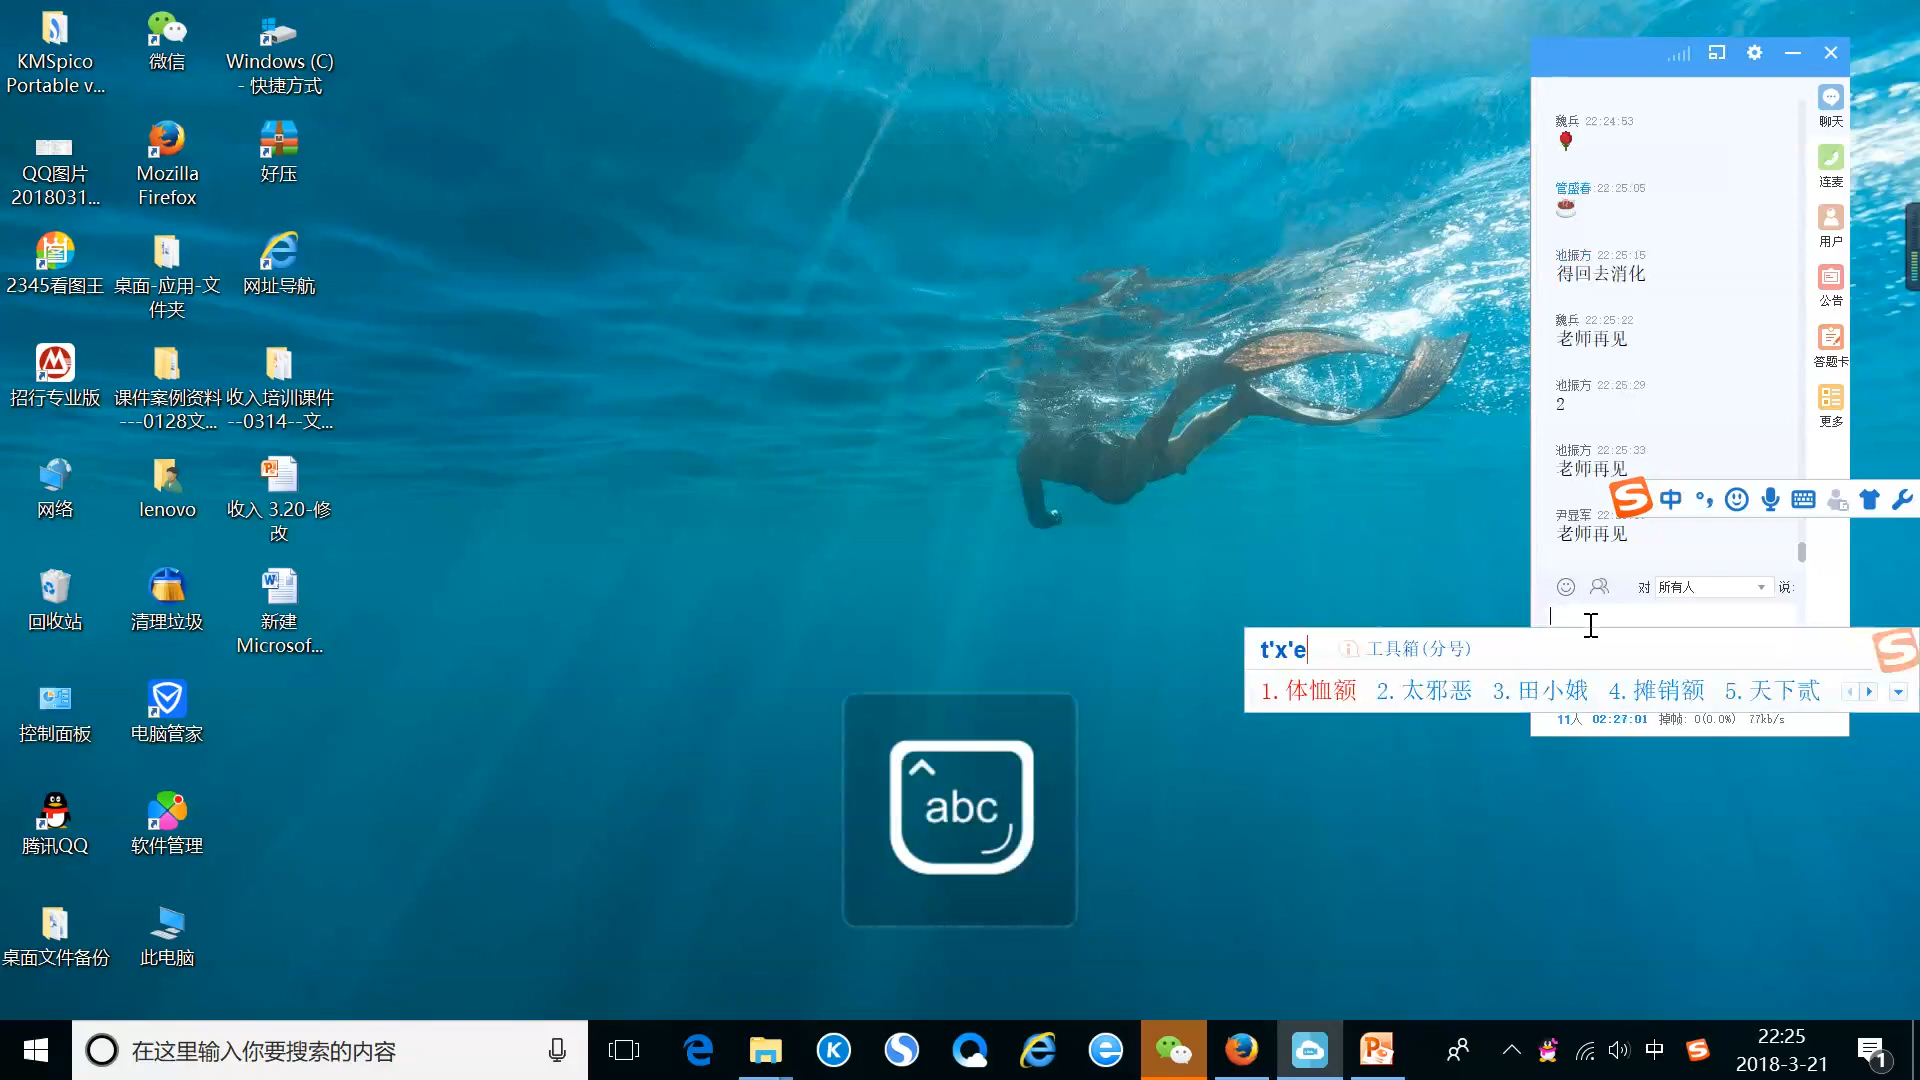 KMSpico
Portable v...
微信
Windows (C)
- 快捷方式
QQ图片
2018031...
Mozilla
Firefox
好压
2345看图王
桌面-应用-文
件夹
网址导航
招行专业版
课件案例资料
---0128文...
收入培训课件
--0314--文...
网络
lenovo
收入 3.20-修
改
回收站
清理垃圾
新建
Microsof...
控制面板
电脑管家
腾讯QQ
软件管理
桌面文件备份
此电脑
魏兵 22:24:53
管盛春 22:25:05
池振方 22:25:15
得回去消化
魏兵 22:25:22
老师再见
池振方 22:25:29
2
池振方 22:25:33
老师再见
尹显军 22:
老师再见
聊天
连麦
用户
公告
答题卡
更多
中
对 所有人 说:
t'x'e 工具箱(分号)
1.体恤额 2.太邪恶 3.田小娥 4.摊销额 5.天下贰
11人 02:27:01 掉帧: 0(0.0%) 77kb/s
abc
在这里输入你要搜索的内容
中
22:25
2018-3-21
1